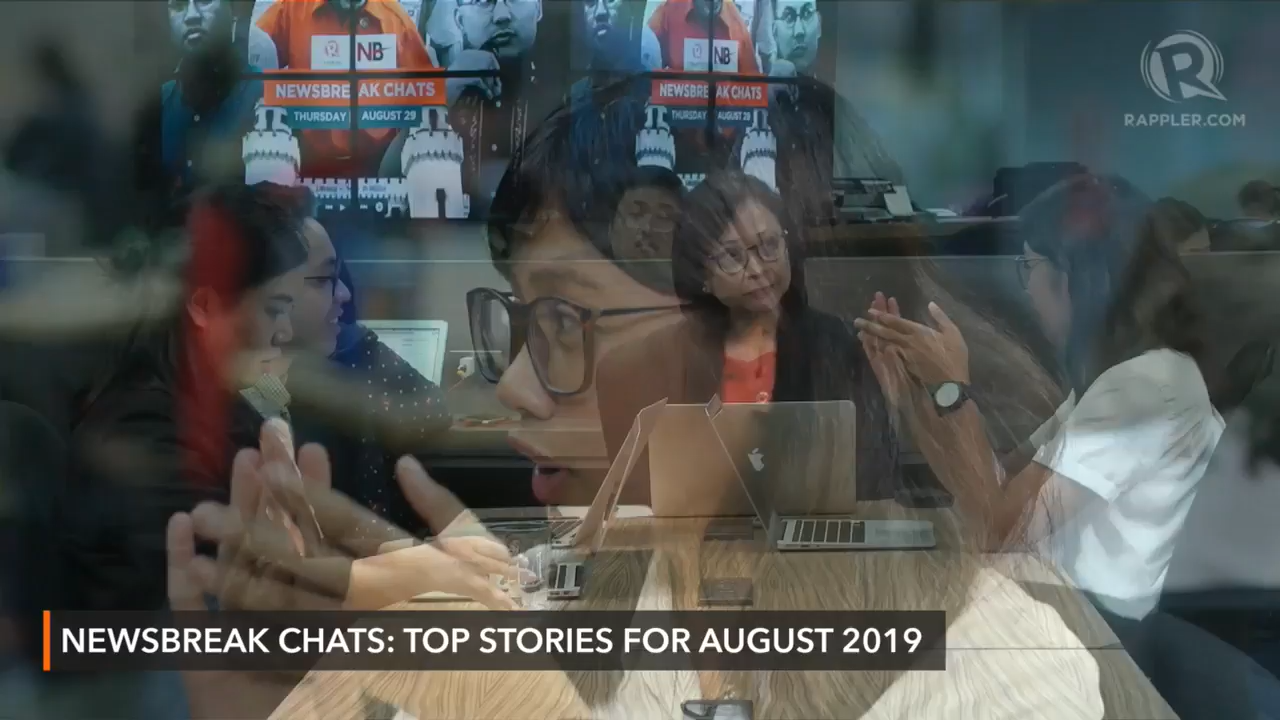 NB
NEWSBREAK CHATS
THURSDAY AUGUST 29
NB
NEWSBREAK CHATS
THURSDAY AUGUST 29
R
RAPPLER.COM
NEWSBREAK CHATS: TOP STORIES FOR AUGUST 2019